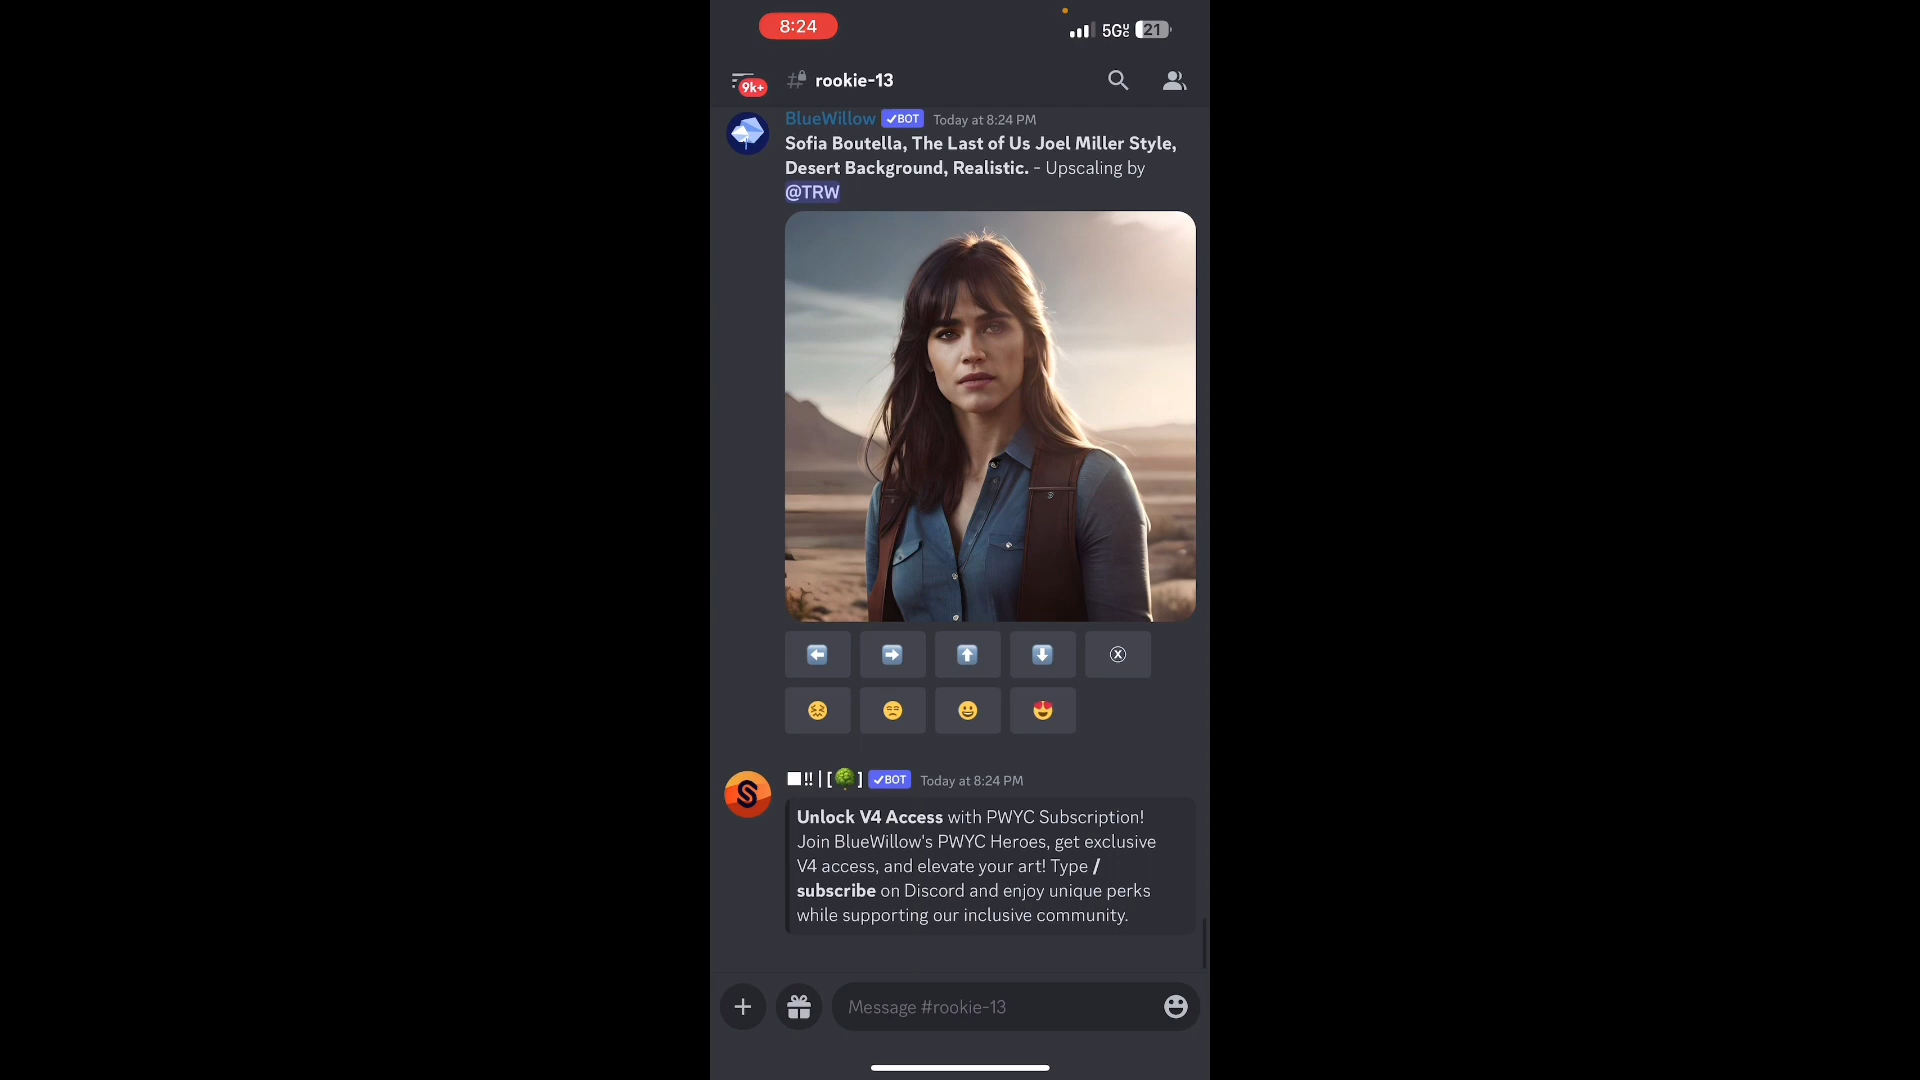 8:24
5G UC 21
9k+ # rookie-13
BlueWillow ✓BOT Today at 8:24 PM
Sofia Boutella, The Last of Us Joel Miller Style,
Desert Background, Realistic. - Upscaling by
@TRW
!! | [🌳] ✓BOT Today at 8:24 PM
Unlock V4 Access with PWYC Subscription!
Join BlueWillow's PWYC Heroes, get exclusive
V4 access, and elevate your art! Type /
subscribe on Discord and enjoy unique perks
while supporting our inclusive community.
Message #rookie-13